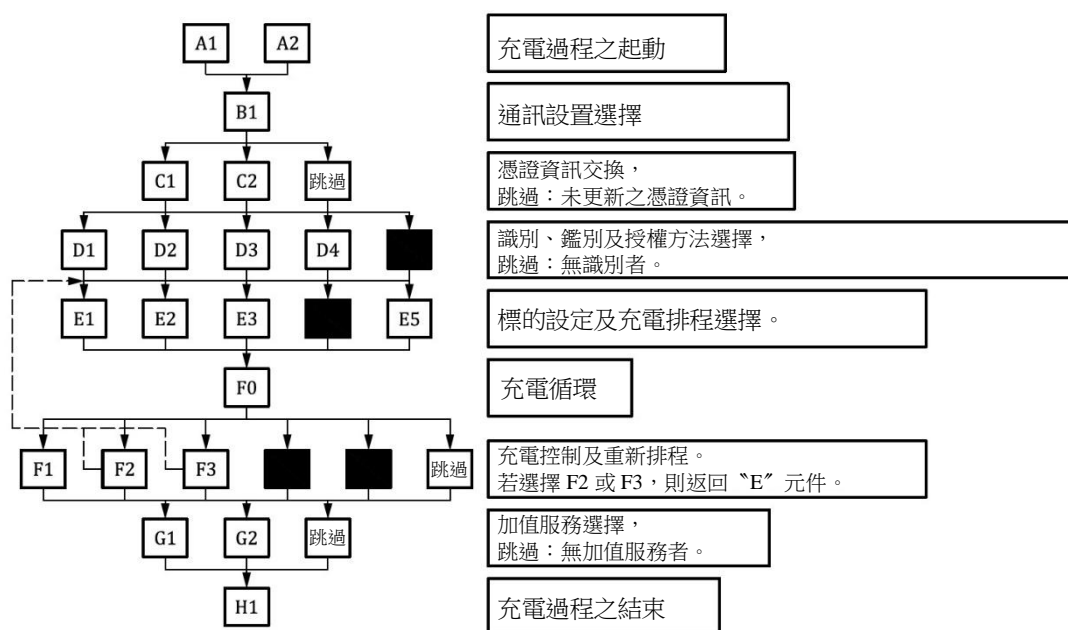 A1 A2
充電過程之起動
B1
通訊設置選擇
C1 C2 跳過
憑證資訊交換，
跳過：未更新之憑證資訊。
D1 D2 D3 D4
識別、鑑別及授權方法選擇，
跳過：無識別者。
E1 E2 E3 E5
標的設定及充電排程選擇。
F0
充電循環
F1 F2 F3 跳過
充電控制及重新排程。
若選擇 F2 或 F3，則返回〝E〞元件。
G1 G2 跳過
加值服務選擇，
跳過：無加值服務者。
H1
充電過程之結束